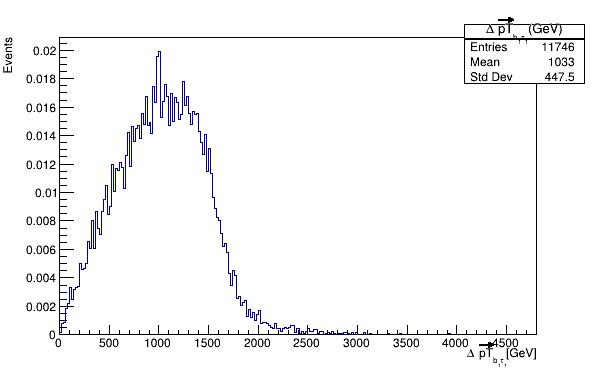 Δ pT b₁τ₁ (GeV)
Entries 11746
Mean 1033
Std Dev 447.5
Events
0.02
0.018
0.016
0.014
0.012
0.01
0.008
0.006
0.004
0.002
0
0 500 1000 1500 2000 2500 3000 3500 4000 4500
Δ pT b₁τ₁ [GeV]